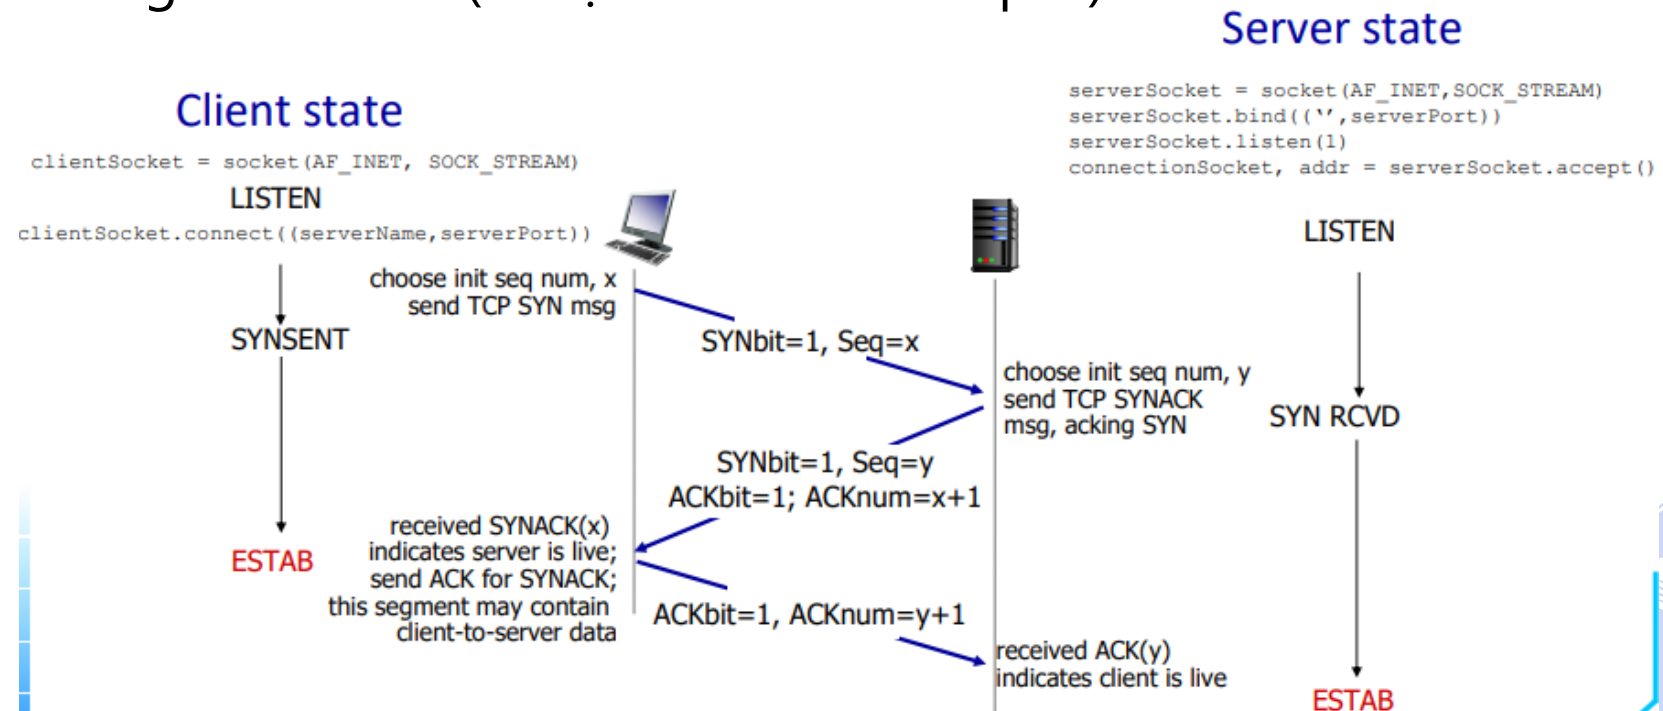 Server state
serverSocket = socket(AF_INET,SOCK_STREAM)
serverSocket.bind((‘’,serverPort))
serverSocket.listen(1)
connectionSocket, addr = serverSocket.accept()
Client state
clientSocket = socket(AF_INET, SOCK_STREAM)
LISTEN
clientSocket.connect((serverName,serverPort))
LISTEN
choose init seq num, x
send TCP SYN msg
SYNSENT
SYNbit=1, Seq=x
choose init seq num, y
send TCP SYNACK
msg, acking SYN
SYN RCVD
SYNbit=1, Seq=y
ACKbit=1; ACKnum=x+1
received SYNACK(x)
indicates server is live;
send ACK for SYNACK;
this segment may contain
client-to-server data
ESTAB
ACKbit=1, ACKnum=y+1
received ACK(y)
indicates client is live
ESTAB